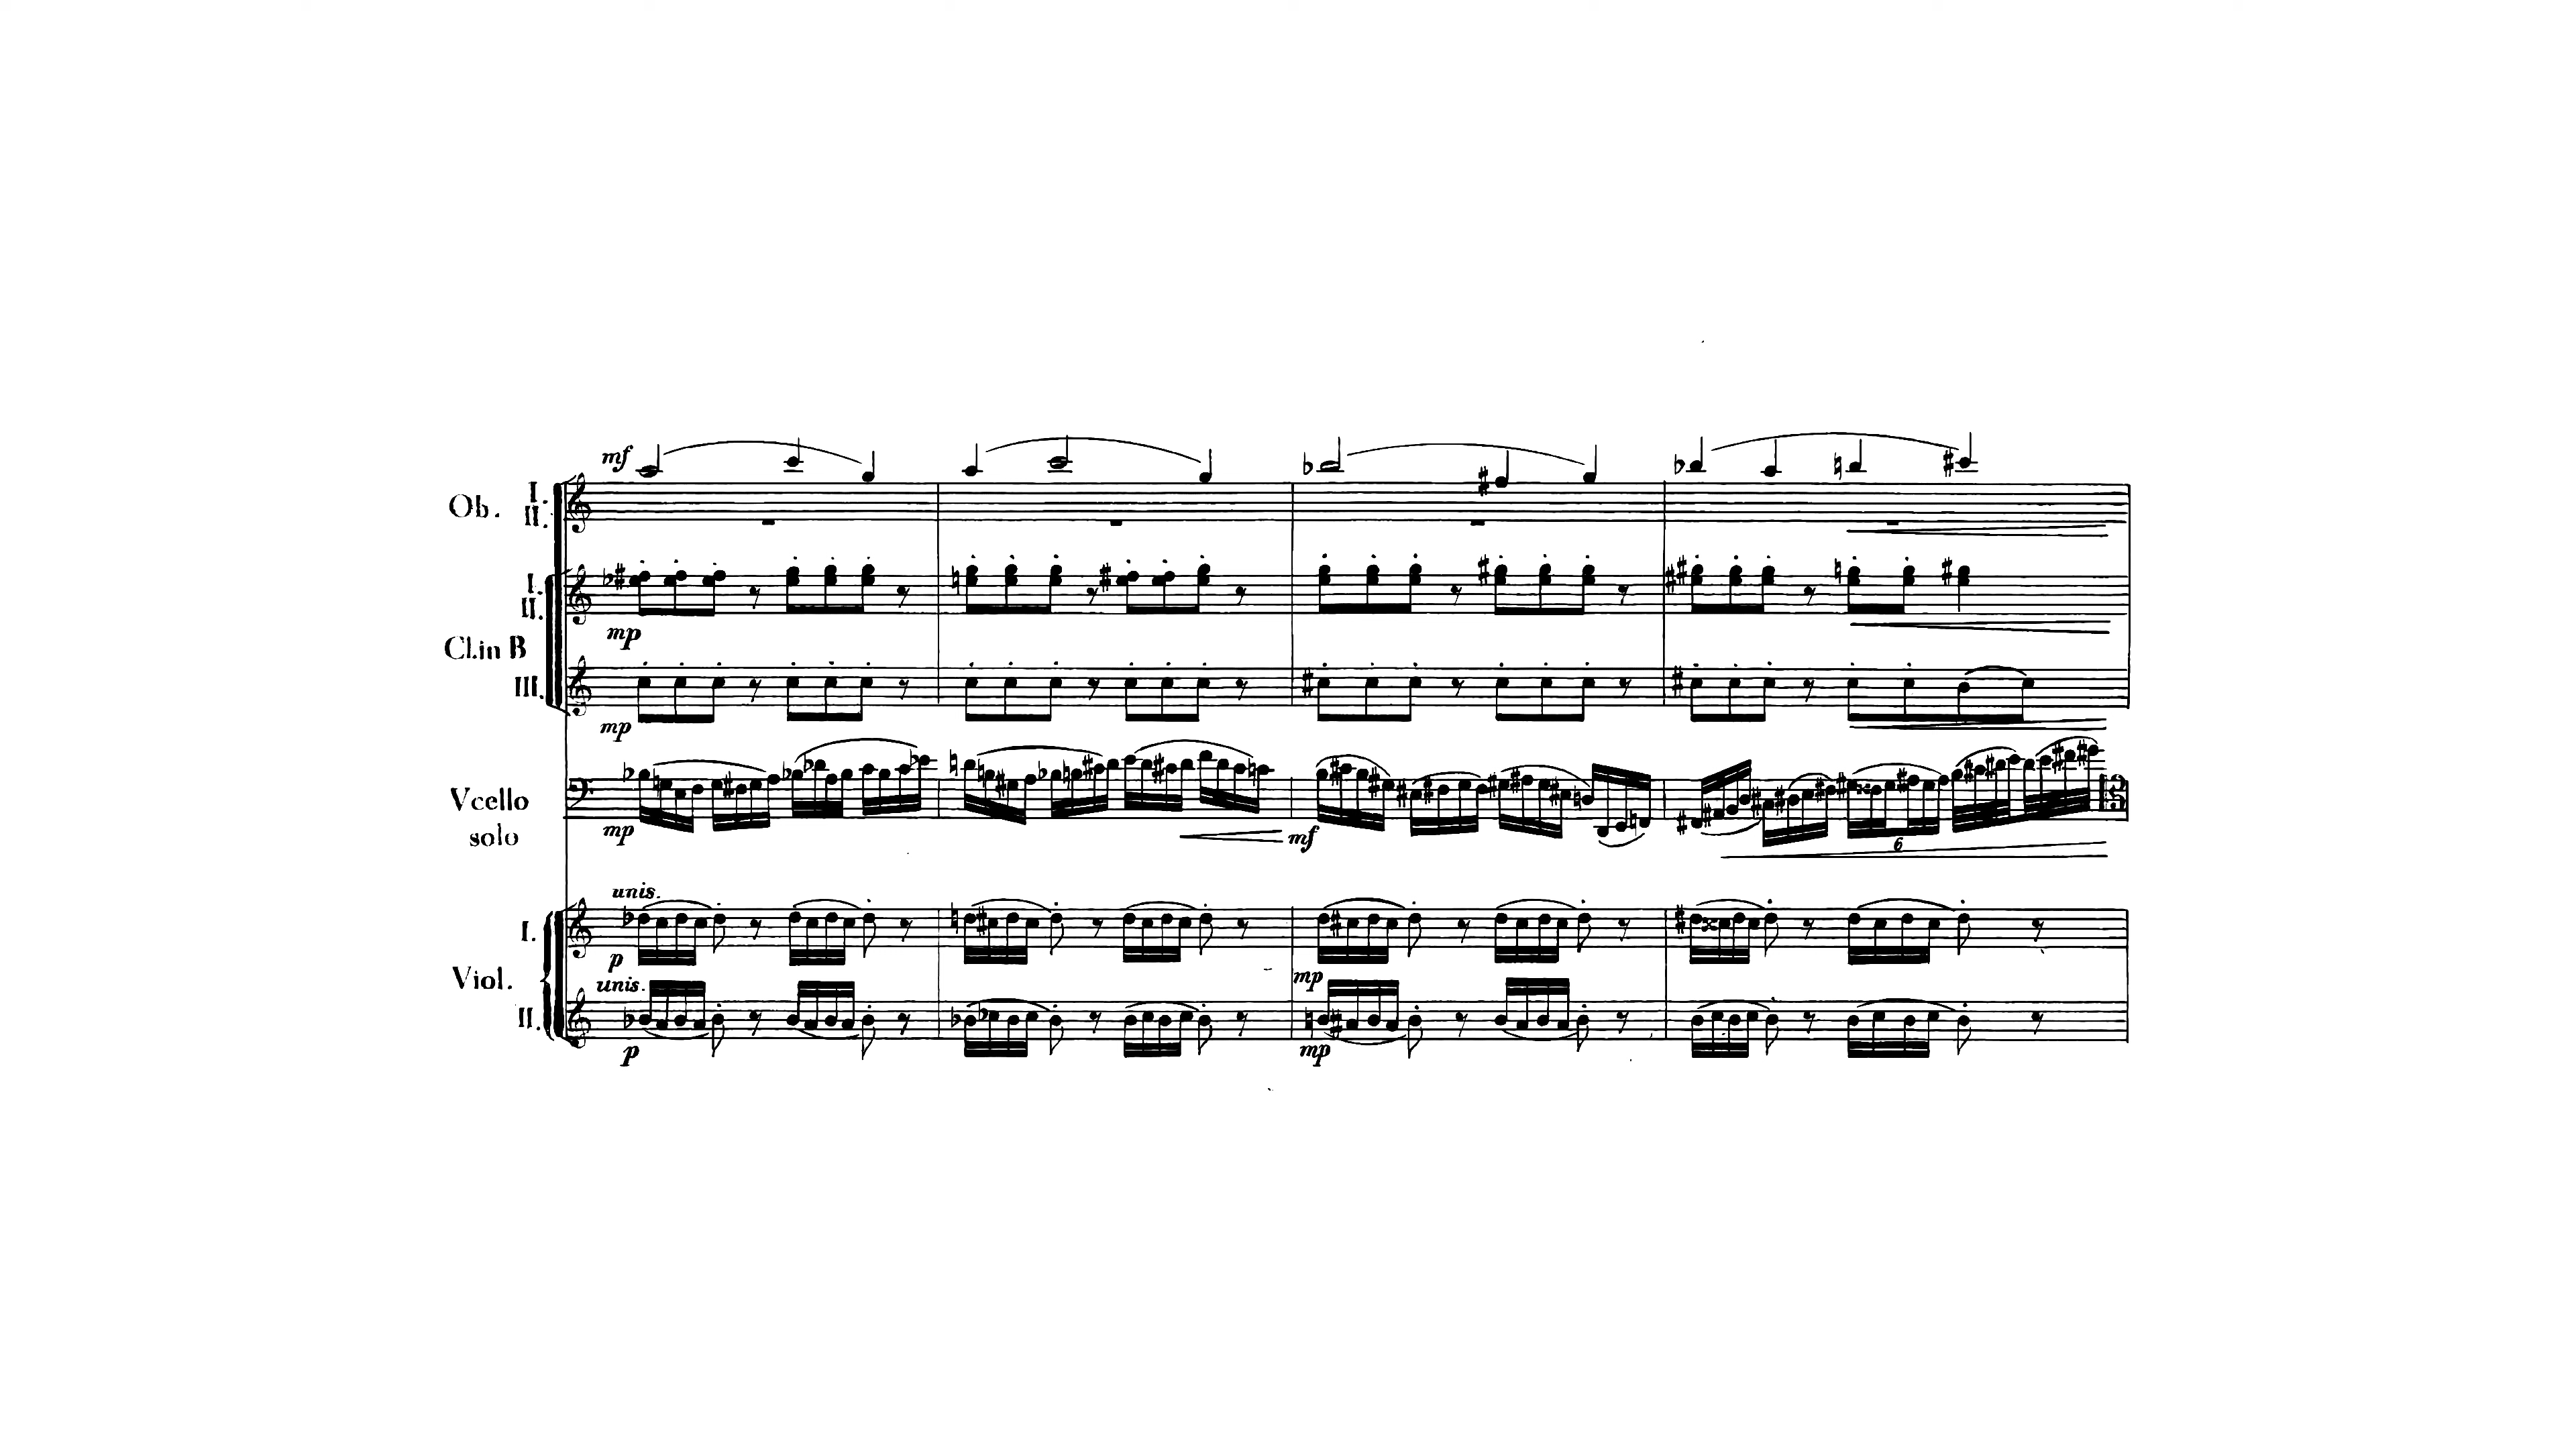 mf
Ob. I. II.
I. II.
mp
Cl.in B
III.
mp
Vcello solo
mp mf
6
unis.
I.
p mp
Viol.
unis.
II.
p mp